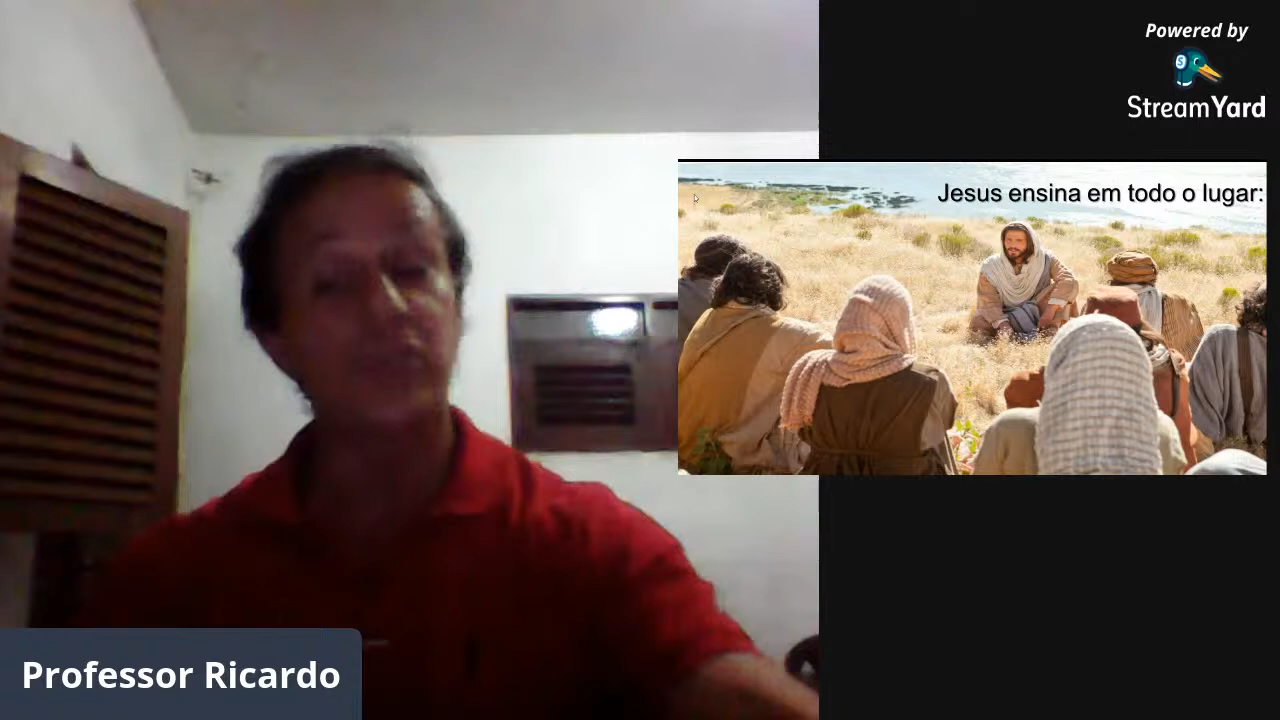 Powered by
StreamYard
Jesus ensina em todo o lugar:
Professor Ricardo